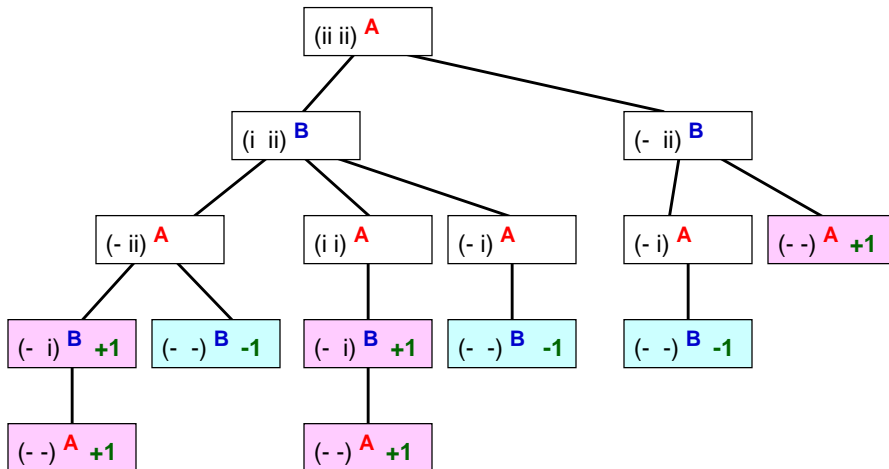 (ii ii) A
(i ii) B
(- ii) B
(- ii) A
(i i) A
(- i) A
(- i) A
(- -) A +1
(- i) B +1
(- -) B -1
(- i) B +1
(- -) B -1
(- -) B -1
(- -) A +1
(- -) A +1